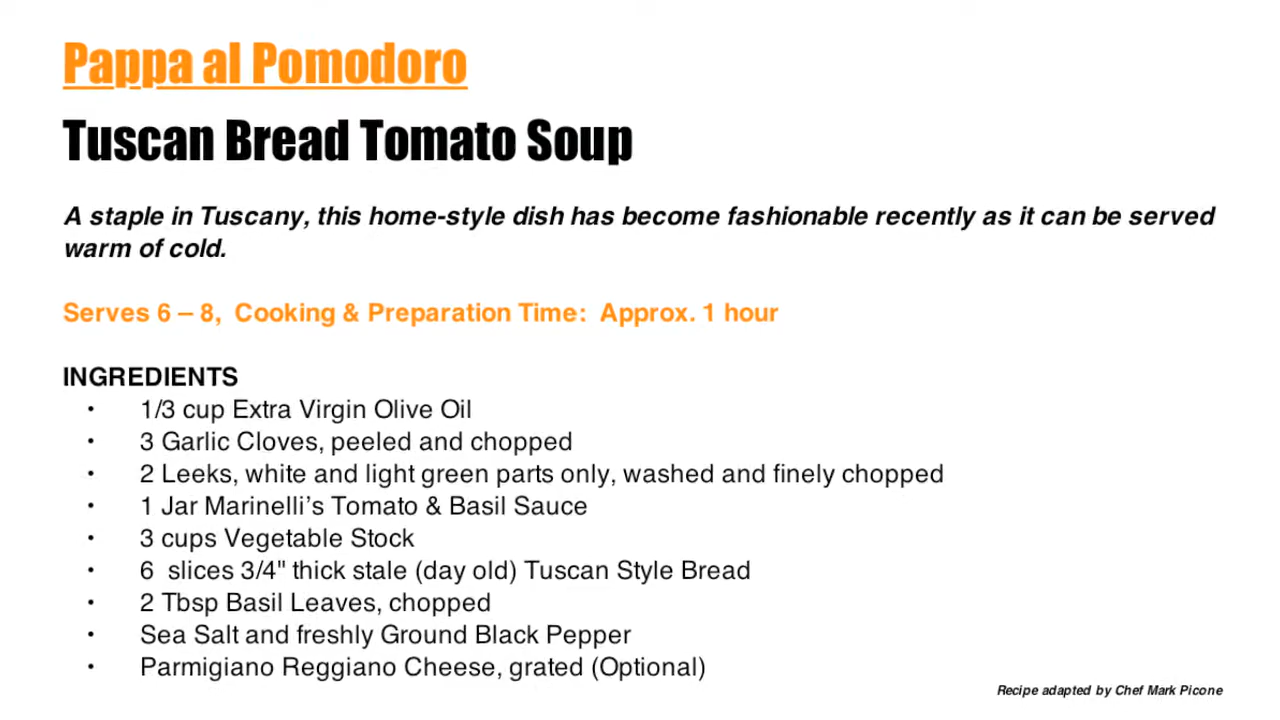 Pappa al Pomodoro
Tuscan Bread Tomato Soup
A staple in Tuscany, this home-style dish has become fashionable recently as it can be served
warm of cold.
Serves 6 – 8,  Cooking & Preparation Time:  Approx. 1 hour
INGREDIENTS
• 1/3 cup Extra Virgin Olive Oil
• 3 Garlic Cloves, peeled and chopped
• 2 Leeks, white and light green parts only, washed and finely chopped
• 1 Jar Marinelli’s Tomato & Basil Sauce
• 3 cups Vegetable Stock
• 6  slices 3/4" thick stale (day old) Tuscan Style Bread
• 2 Tbsp Basil Leaves, chopped
• Sea Salt and freshly Ground Black Pepper
• Parmigiano Reggiano Cheese, grated (Optional)
Recipe adapted by Chef Mark Picone